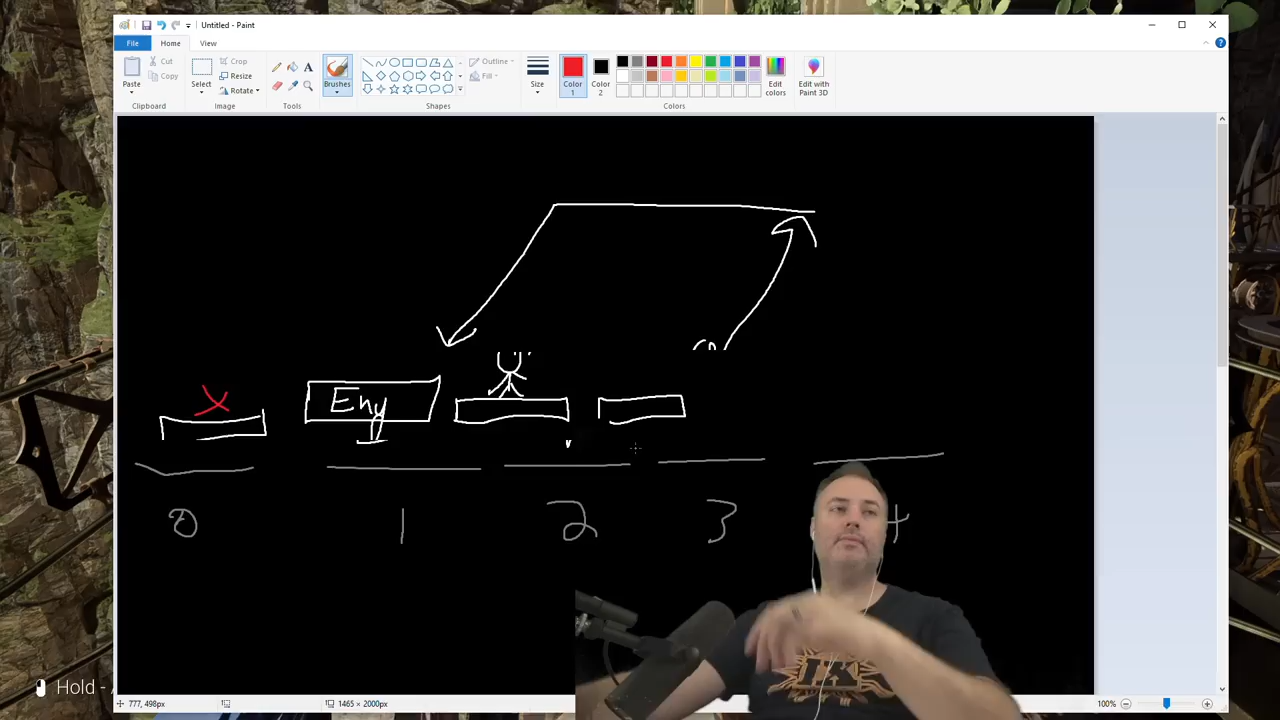 Untitled - Paint
File Home View
Cut
Copy
Paste
Clipboard
Crop
Resize
Rotate
Select
Image
Tools
Brushes
Shapes
Outline
Fill
Size
Color 1
Color 2
Colors
Edit colors
Edit with Paint 3D
X
Eny
0 1 2 3
Hold -
777, 498px
1465 × 2000px
100%